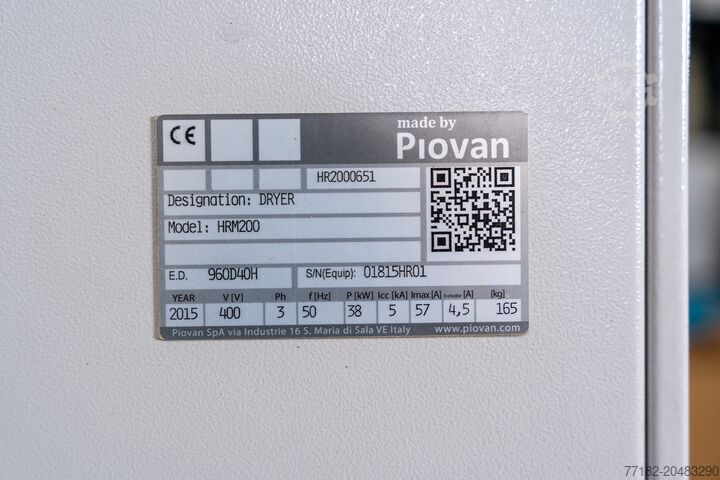 CE
made by
Piovan
HR2000651
Designation: DRYER
Model: HRM200
E.D. 960D40H S/N(Equip): 01815HR01
YEAR V [V] Ph f [Hz] P [kW] Icc [kA] Imax [A] [A] [kg]
2015 400 3 50 38 5 57 4,5 165
Piovan SpA via Industrie 16 S. Maria di Sala VE Italy www.piovan.com
77182-20483290